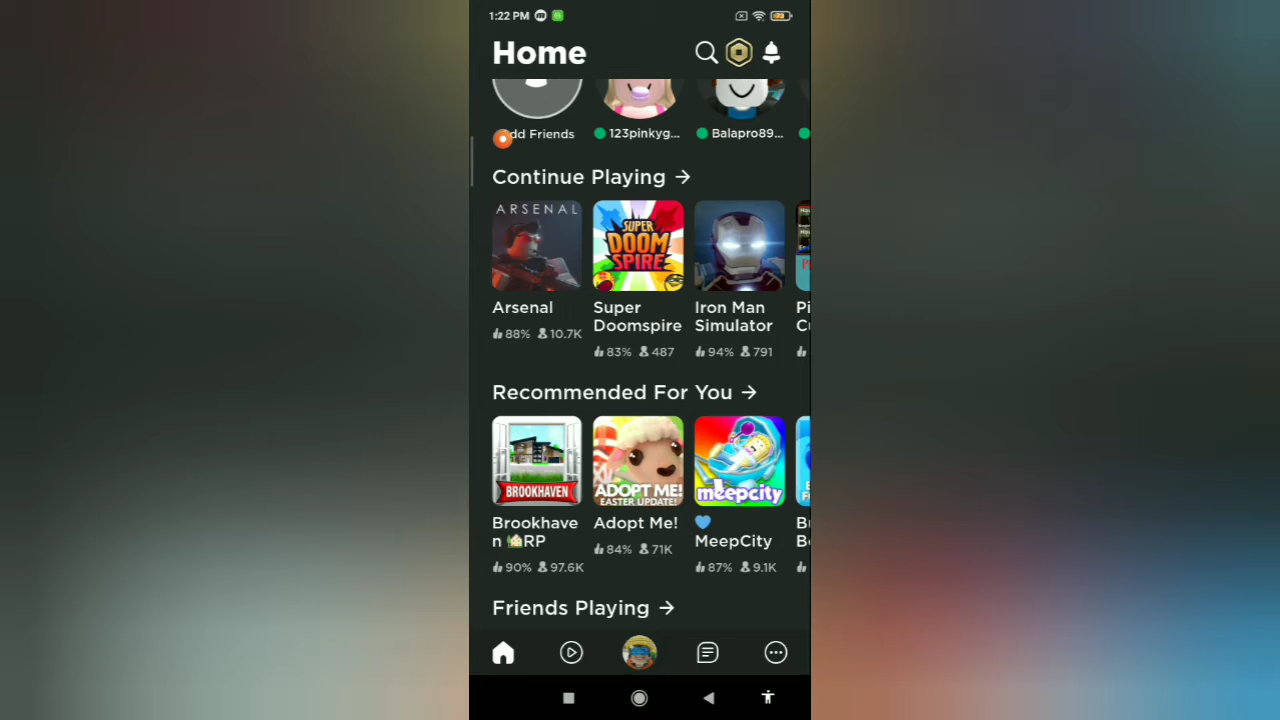 1:22 PM
Home
dd Friends
123pinkyg...
Balapro89...
Continue Playing →
ARSENAL
SUPER
DOOM
SPIRE
Arsenal
Super
Doomspire
Iron Man
Simulator
88% 10.7K
83% 487
94% 791
Recommended For You →
BROOKHAVEN
ADOPT ME!
EASTER UPDATE!
meepcity
Brookhave
n 🏡RP
Adopt Me!
💙
MeepCity
90% 97.6K
84% 71K
87% 9.1K
Friends Playing →